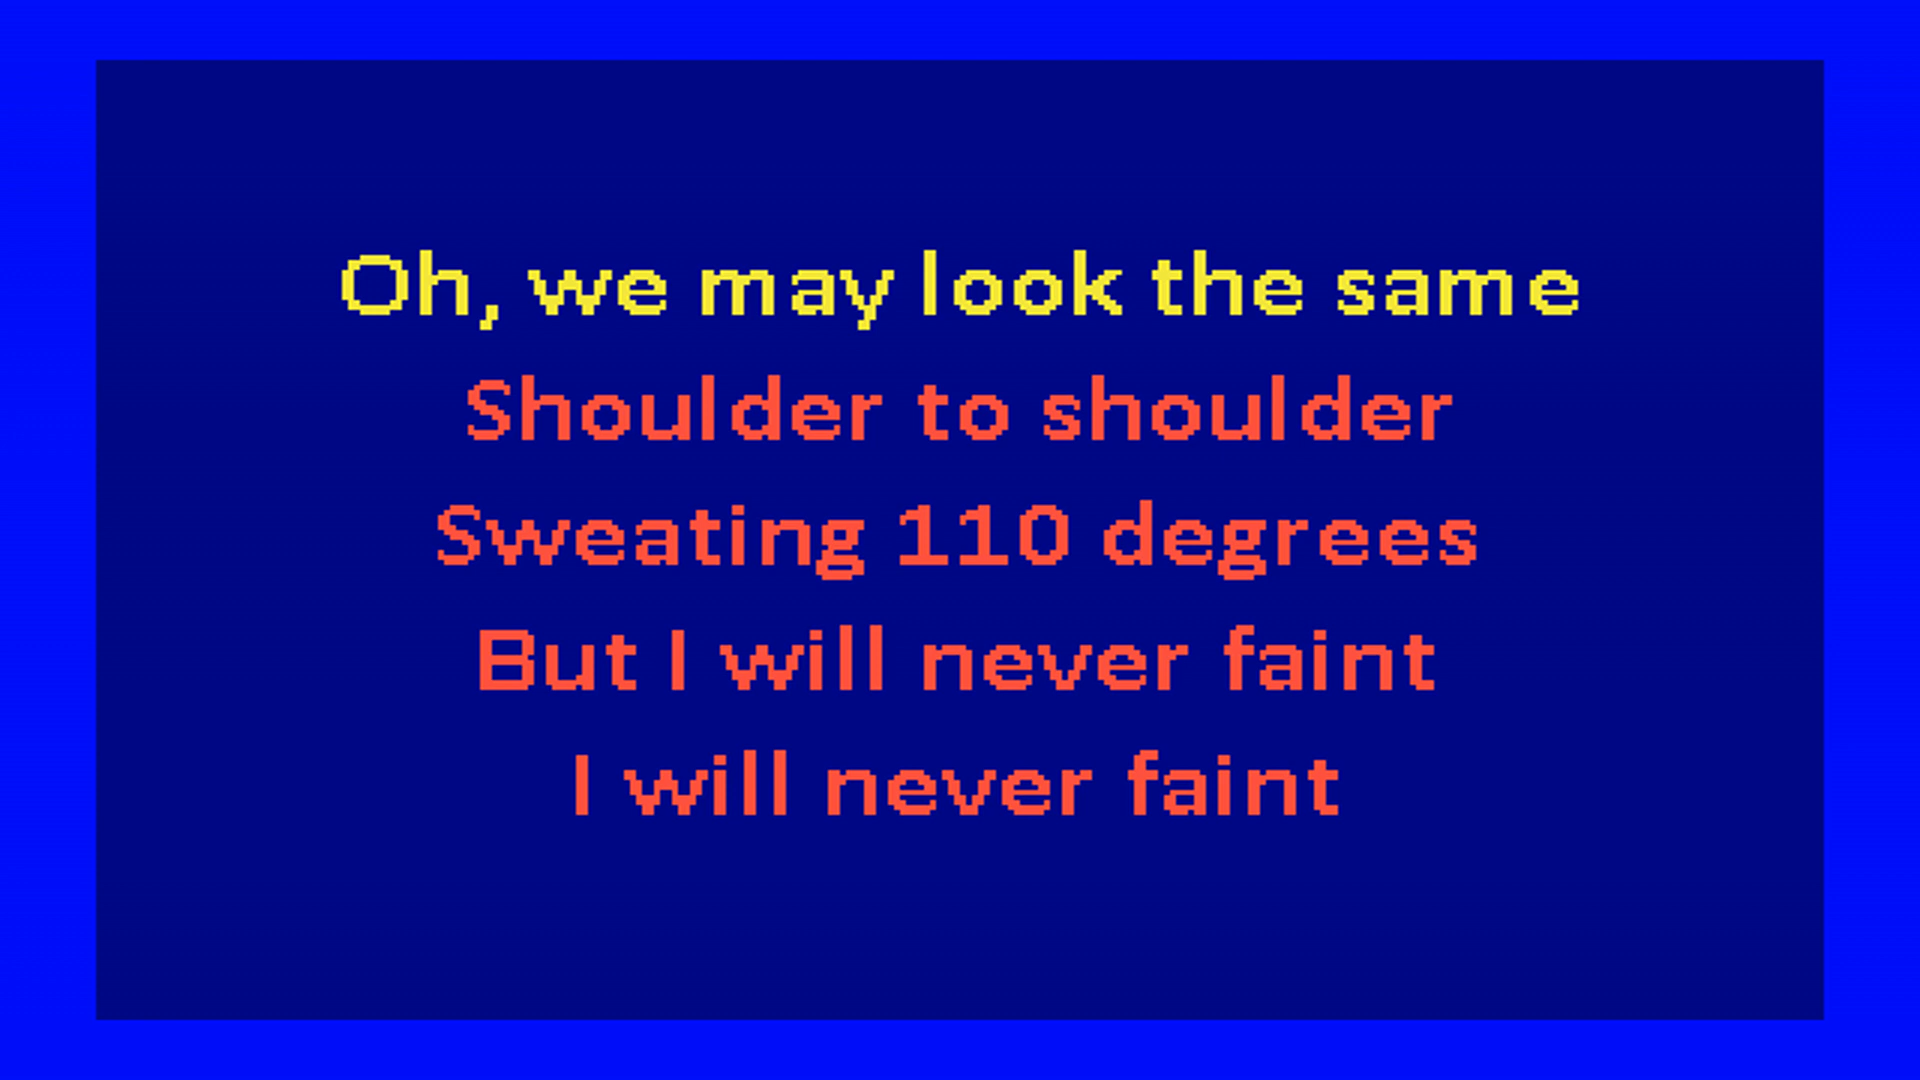 Oh, we may look the same
Shoulder to shoulder
Sweating 110 degrees
But I will never faint
I will never faint